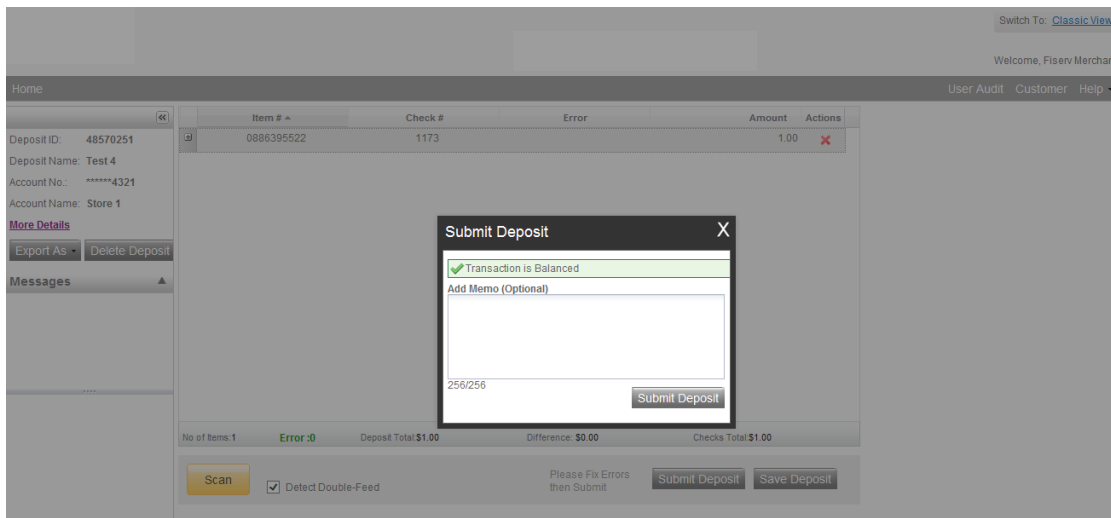 Switch To: Classic View
Welcome, Fiserv Merchan
Home User Audit Customer Help
Item # Check # Error Amount Actions
Deposit ID: 48570251
0886395522 1173 1.00
Deposit Name: Test 4
Account No.: ******4321
Account Name: Store 1
More Details
Export As Delete Deposit
Messages
Submit Deposit X
Transaction is Balanced
Add Memo (Optional)
256/256
Submit Deposit
No of Items:1 Error :0 Deposit Total:$1.00 Difference: $0.00 Checks Total:$1.00
Scan
Detect Double-Feed
Please Fix Errors
then Submit
Submit Deposit Save Deposit